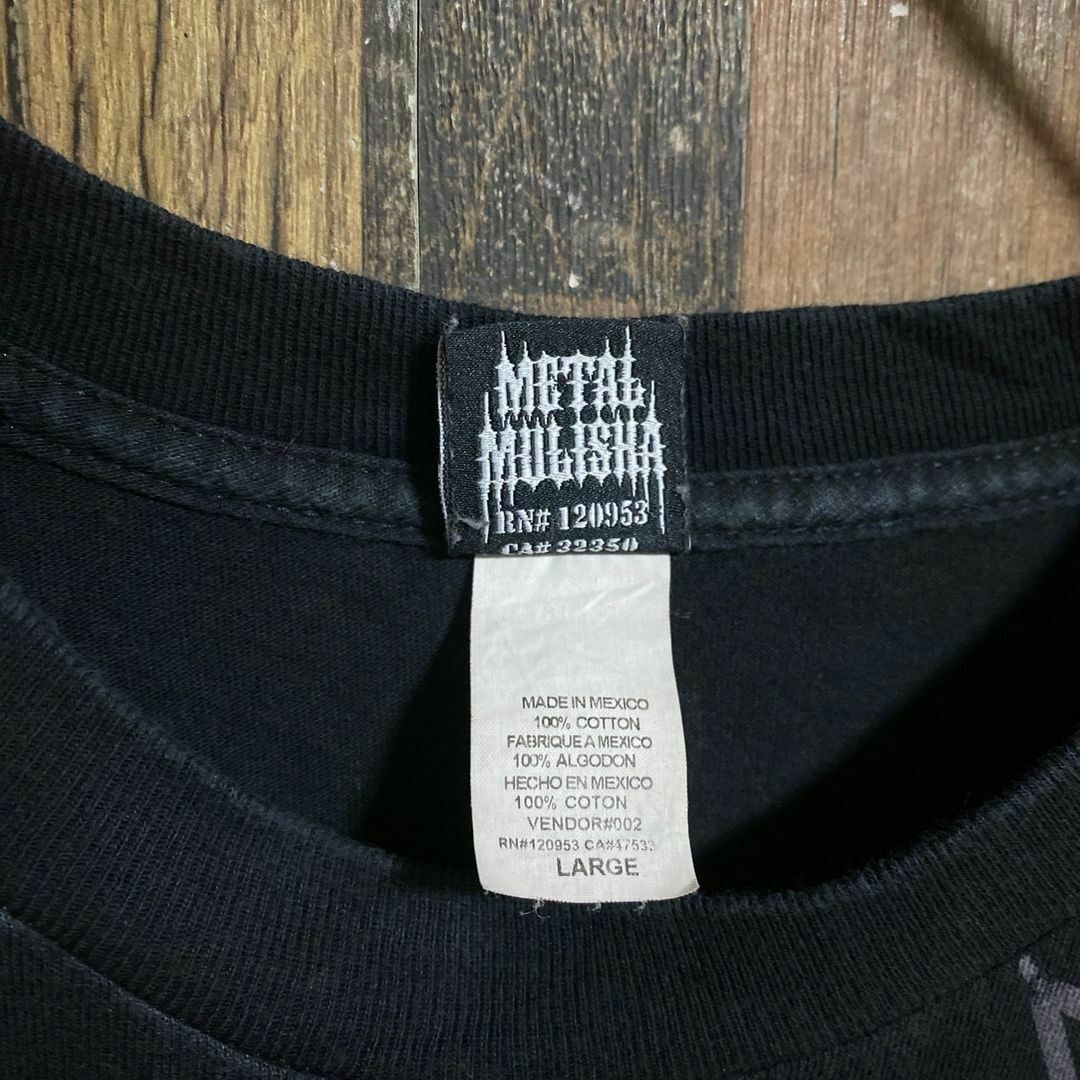 METAL
MULISHA
RN# 120953
CA# 32350
MADE IN MEXICO
100% COTTON
FABRIQUE A MEXICO
100% ALGODON
HECHO EN MEXICO
100% COTON
VENDOR#002
RN#120953 CA#47533
LARGE